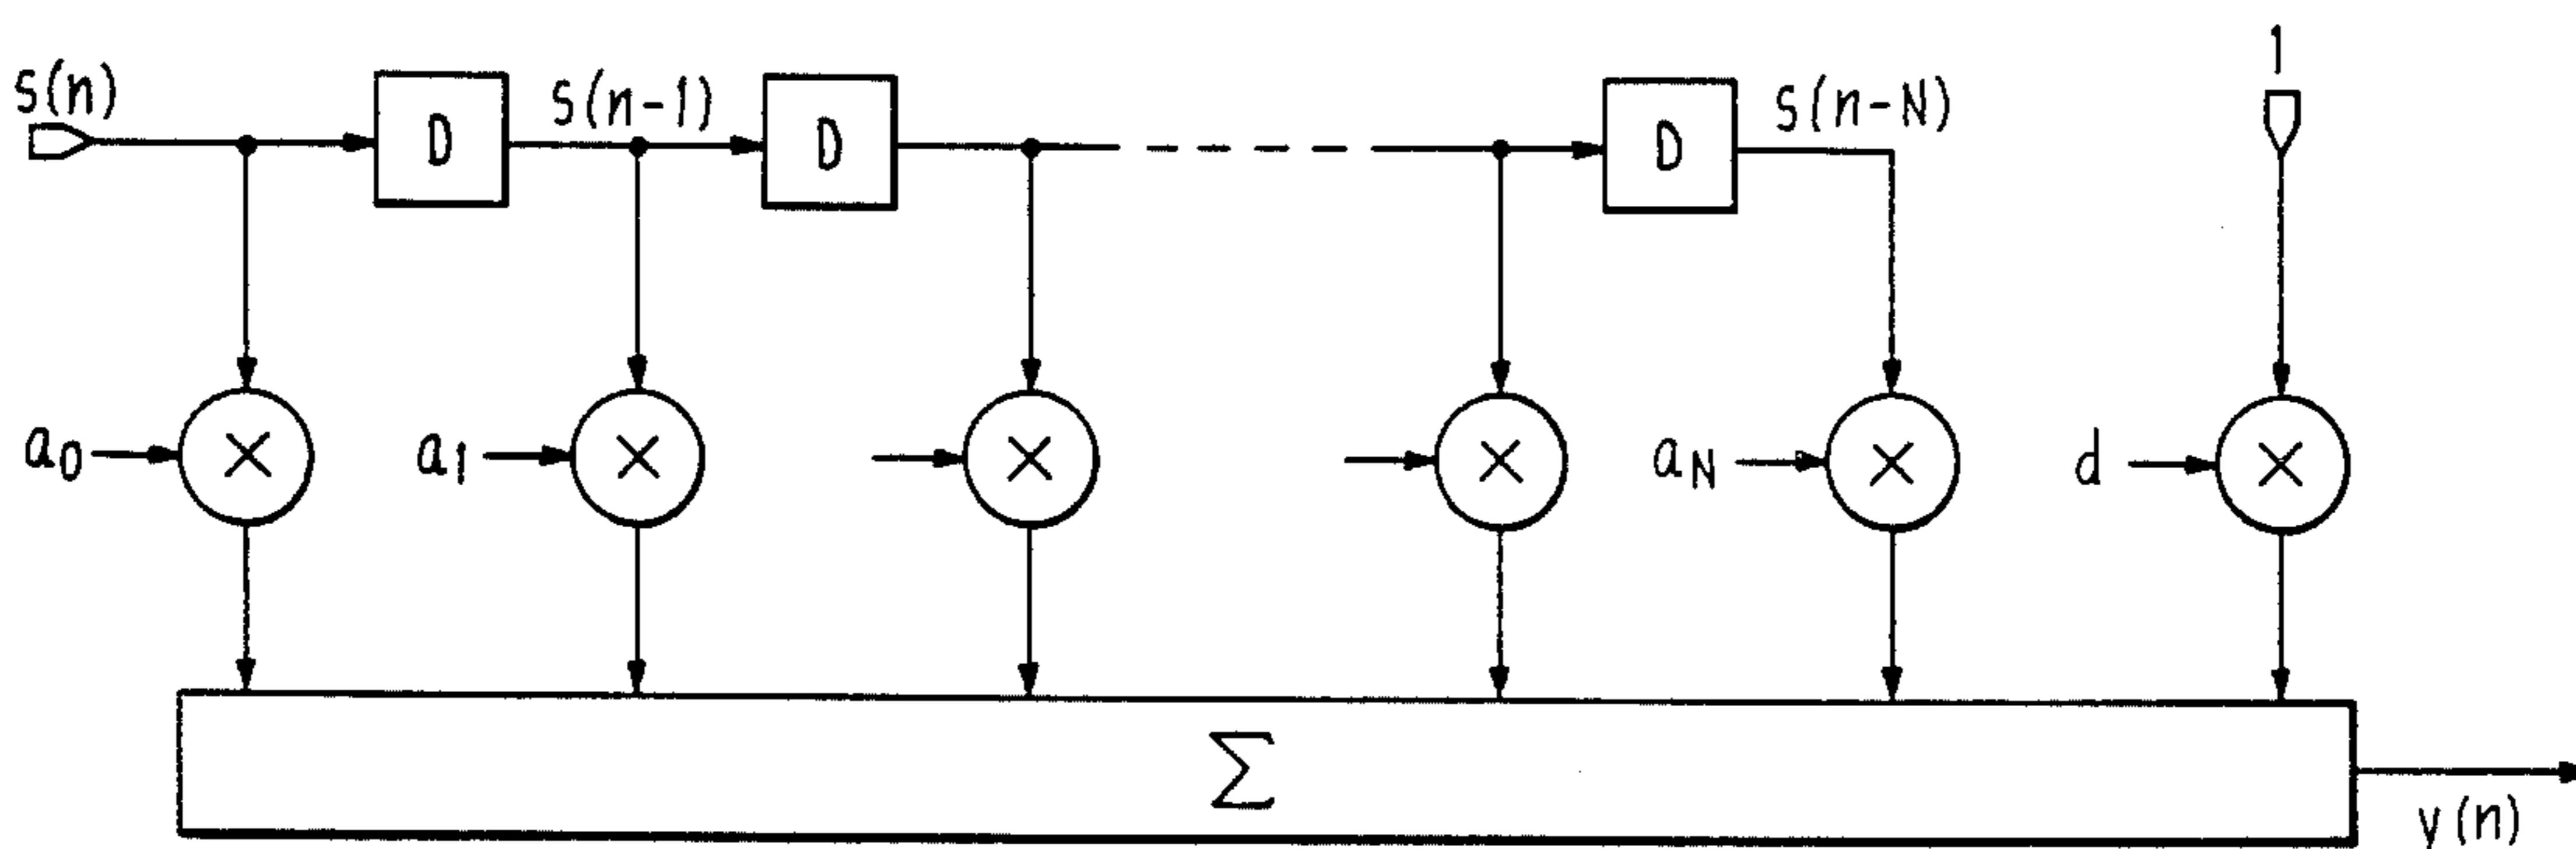 1
s(n) D s(n-1) D D s(n-N)
a0 × a1 × × × aN × d ×
Σ
y(n)